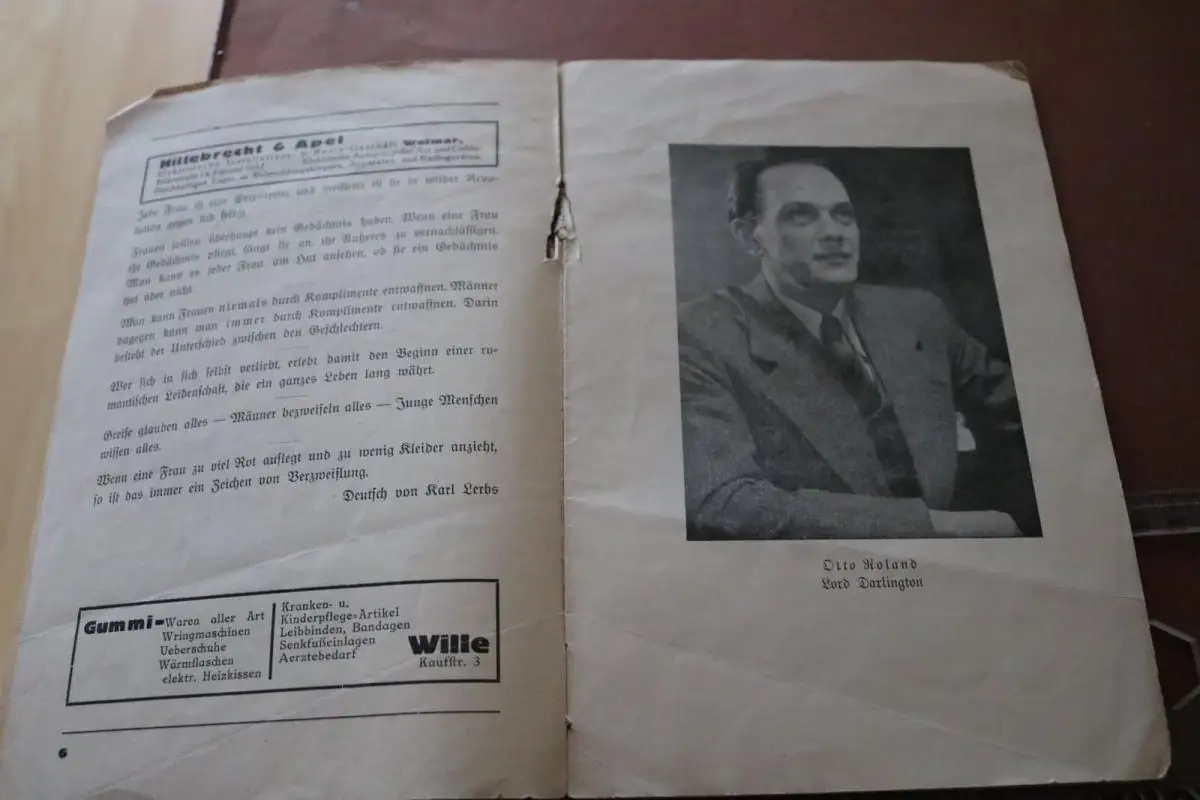 Hillebrecht & Apel Weimar,
Jede Frau ist eine und meistens ist sie in wilder
gegen sich selbst.
Frauen sollten überhaupt kein Gedächtnis haben. Wenn eine Frau
ihr Gedächtnis pflegt, fängt sie an, ihr Äußeres zu vernachlässigen.
Man kann es jeder Frau am Hut ansehen, ob sie ein Gedächtnis
hat oder nicht.
Man kann Frauen niemals durch Komplimente entwaffnen. Männer
dagegen kann man immer durch Komplimente entwaffnen. Darin
besteht der Unterschied zwischen den Geschlechtern.
Wer sich in sich selbst verliebt, erlebt damit den Beginn einer ro-
mantischen Leidenschaft, die ein ganzes Leben lang währt.
Greise glauben alles — Männer bezweifeln alles — Junge Menschen
wissen alles.
Wenn eine Frau zu viel Rot auflegt und zu wenig Kleider anzieht,
so ist das immer ein Zeichen von Verzweiflung.
Deutsch von Karl Lerbs
Gummi-Waren aller Art
Wringmaschinen
Ueberschuhe
Wärmflaschen
elektr. Heizkissen
Kranken- u.
Kinderpflege-Artikel
Leibbinden, Bandagen
Senkfußeinlagen
Aerztebedarf
Wille
Kaufstr. 3
6
Otto Roland
Lord Darlington